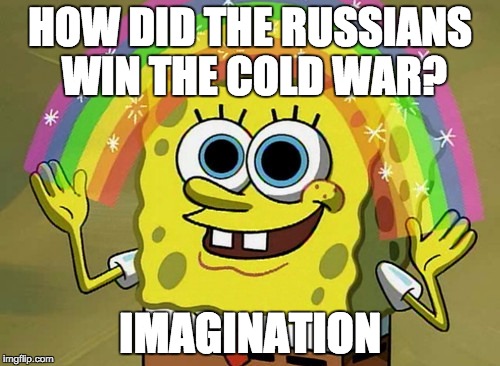 HOW DID THE RUSSIANS
WIN THE COLD WAR?
IMAGINATION
imgflip.com